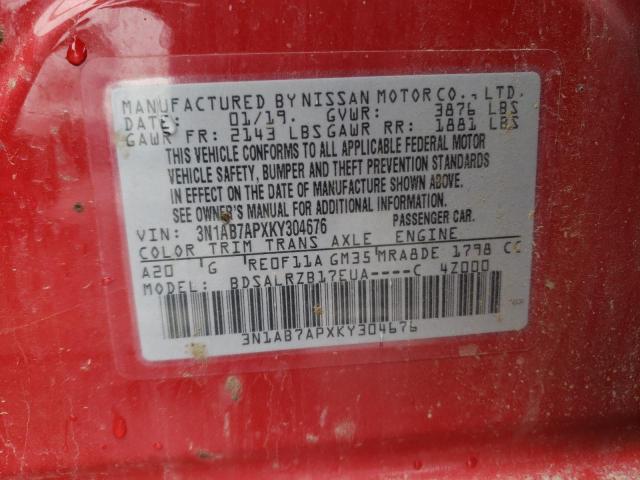 MANUFACTURED BY NISSAN MOTOR CO., LTD.
DATE: 01/19. GVWR: 3876 LBS
GAWR FR: 2143 LBS GAWR RR: 1881 LBS
THIS VEHICLE CONFORMS TO ALL APPLICABLE FEDERAL MOTOR
VEHICLE SAFETY, BUMPER AND THEFT PREVENTION STANDARDS
IN EFFECT ON THE DATE OF MANUFACTURE SHOWN ABOVE.
SEE OWNER'S MANUAL FOR ADDITIONAL INFORMATION.
VIN: 3N1AB7APXKY304676 PASSENGER CAR.
COLOR TRIM TRANS AXLE ENGINE
A20 G RE0F11A GM35 MRA8DE 1798 CC
MODEL: BDSALRZB17EUA----C 4Z000
3N1AB7APXKY304676